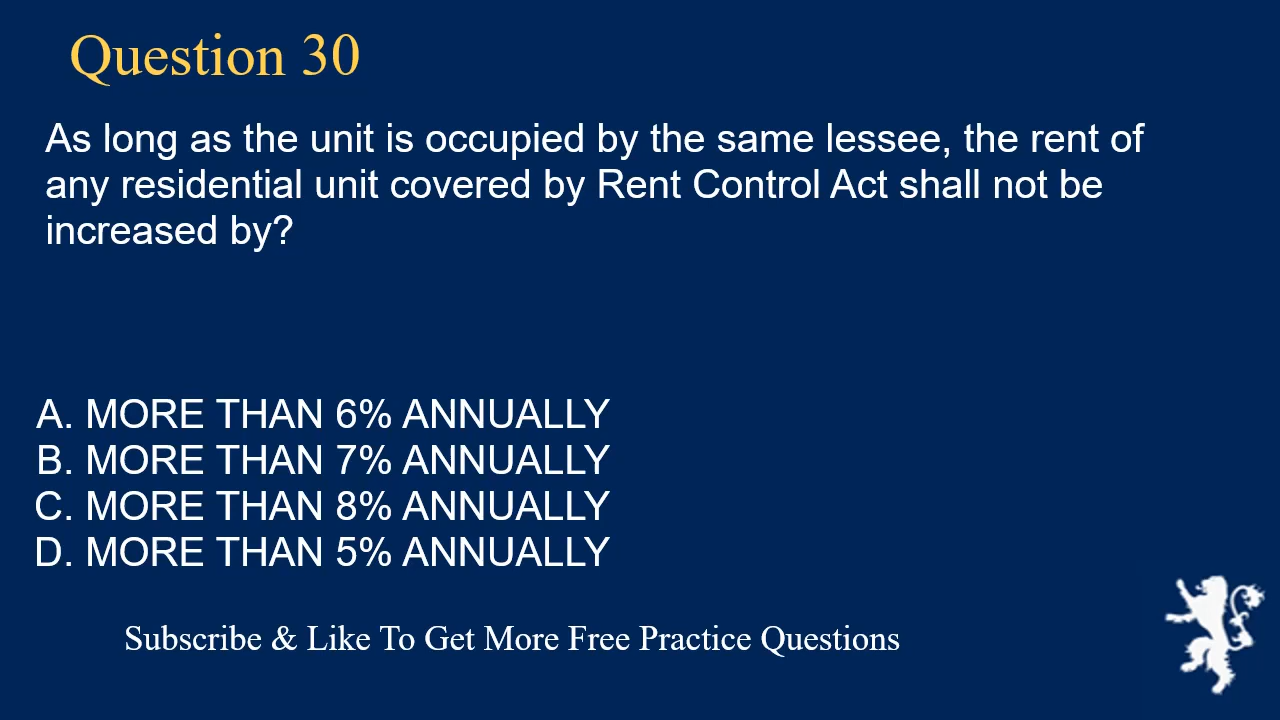 Question 30
As long as the unit is occupied by the same lessee, the rent of
any residential unit covered by Rent Control Act shall not be
increased by?
A. MORE THAN 6% ANNUALLY
B. MORE THAN 7% ANNUALLY
C. MORE THAN 8% ANNUALLY
D. MORE THAN 5% ANNUALLY
Subscribe & Like To Get More Free Practice Questions